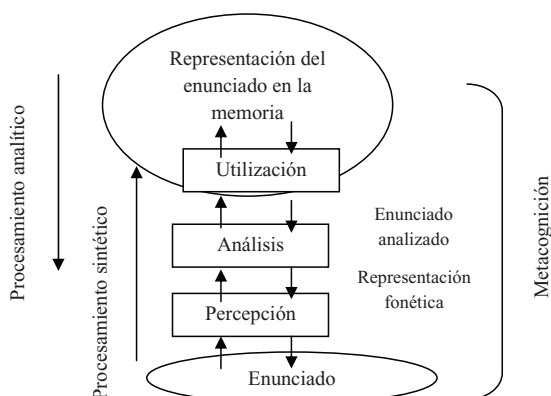 Representación del
enunciado en la
memoria
Utilización
Análisis
Percepción
Enunciado
Enunciado
analizado
Representación
fonética
Procesamiento analítico
Procesamiento sintético
Metacognición